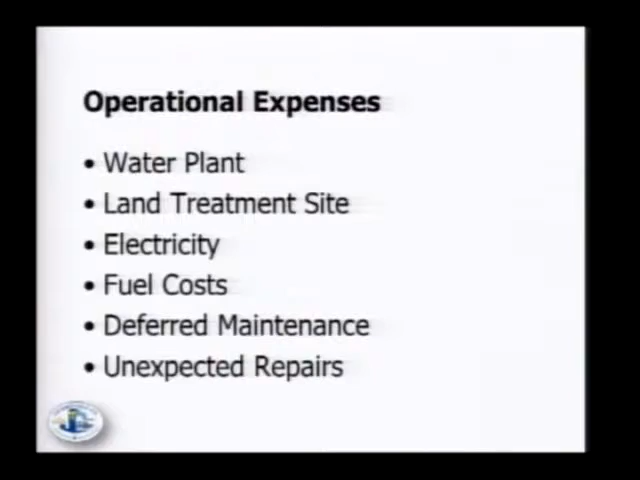 Operational Expenses
• Water Plant
• Land Treatment Site
• Electricity
• Fuel Costs
• Deferred Maintenance
• Unexpected Repairs